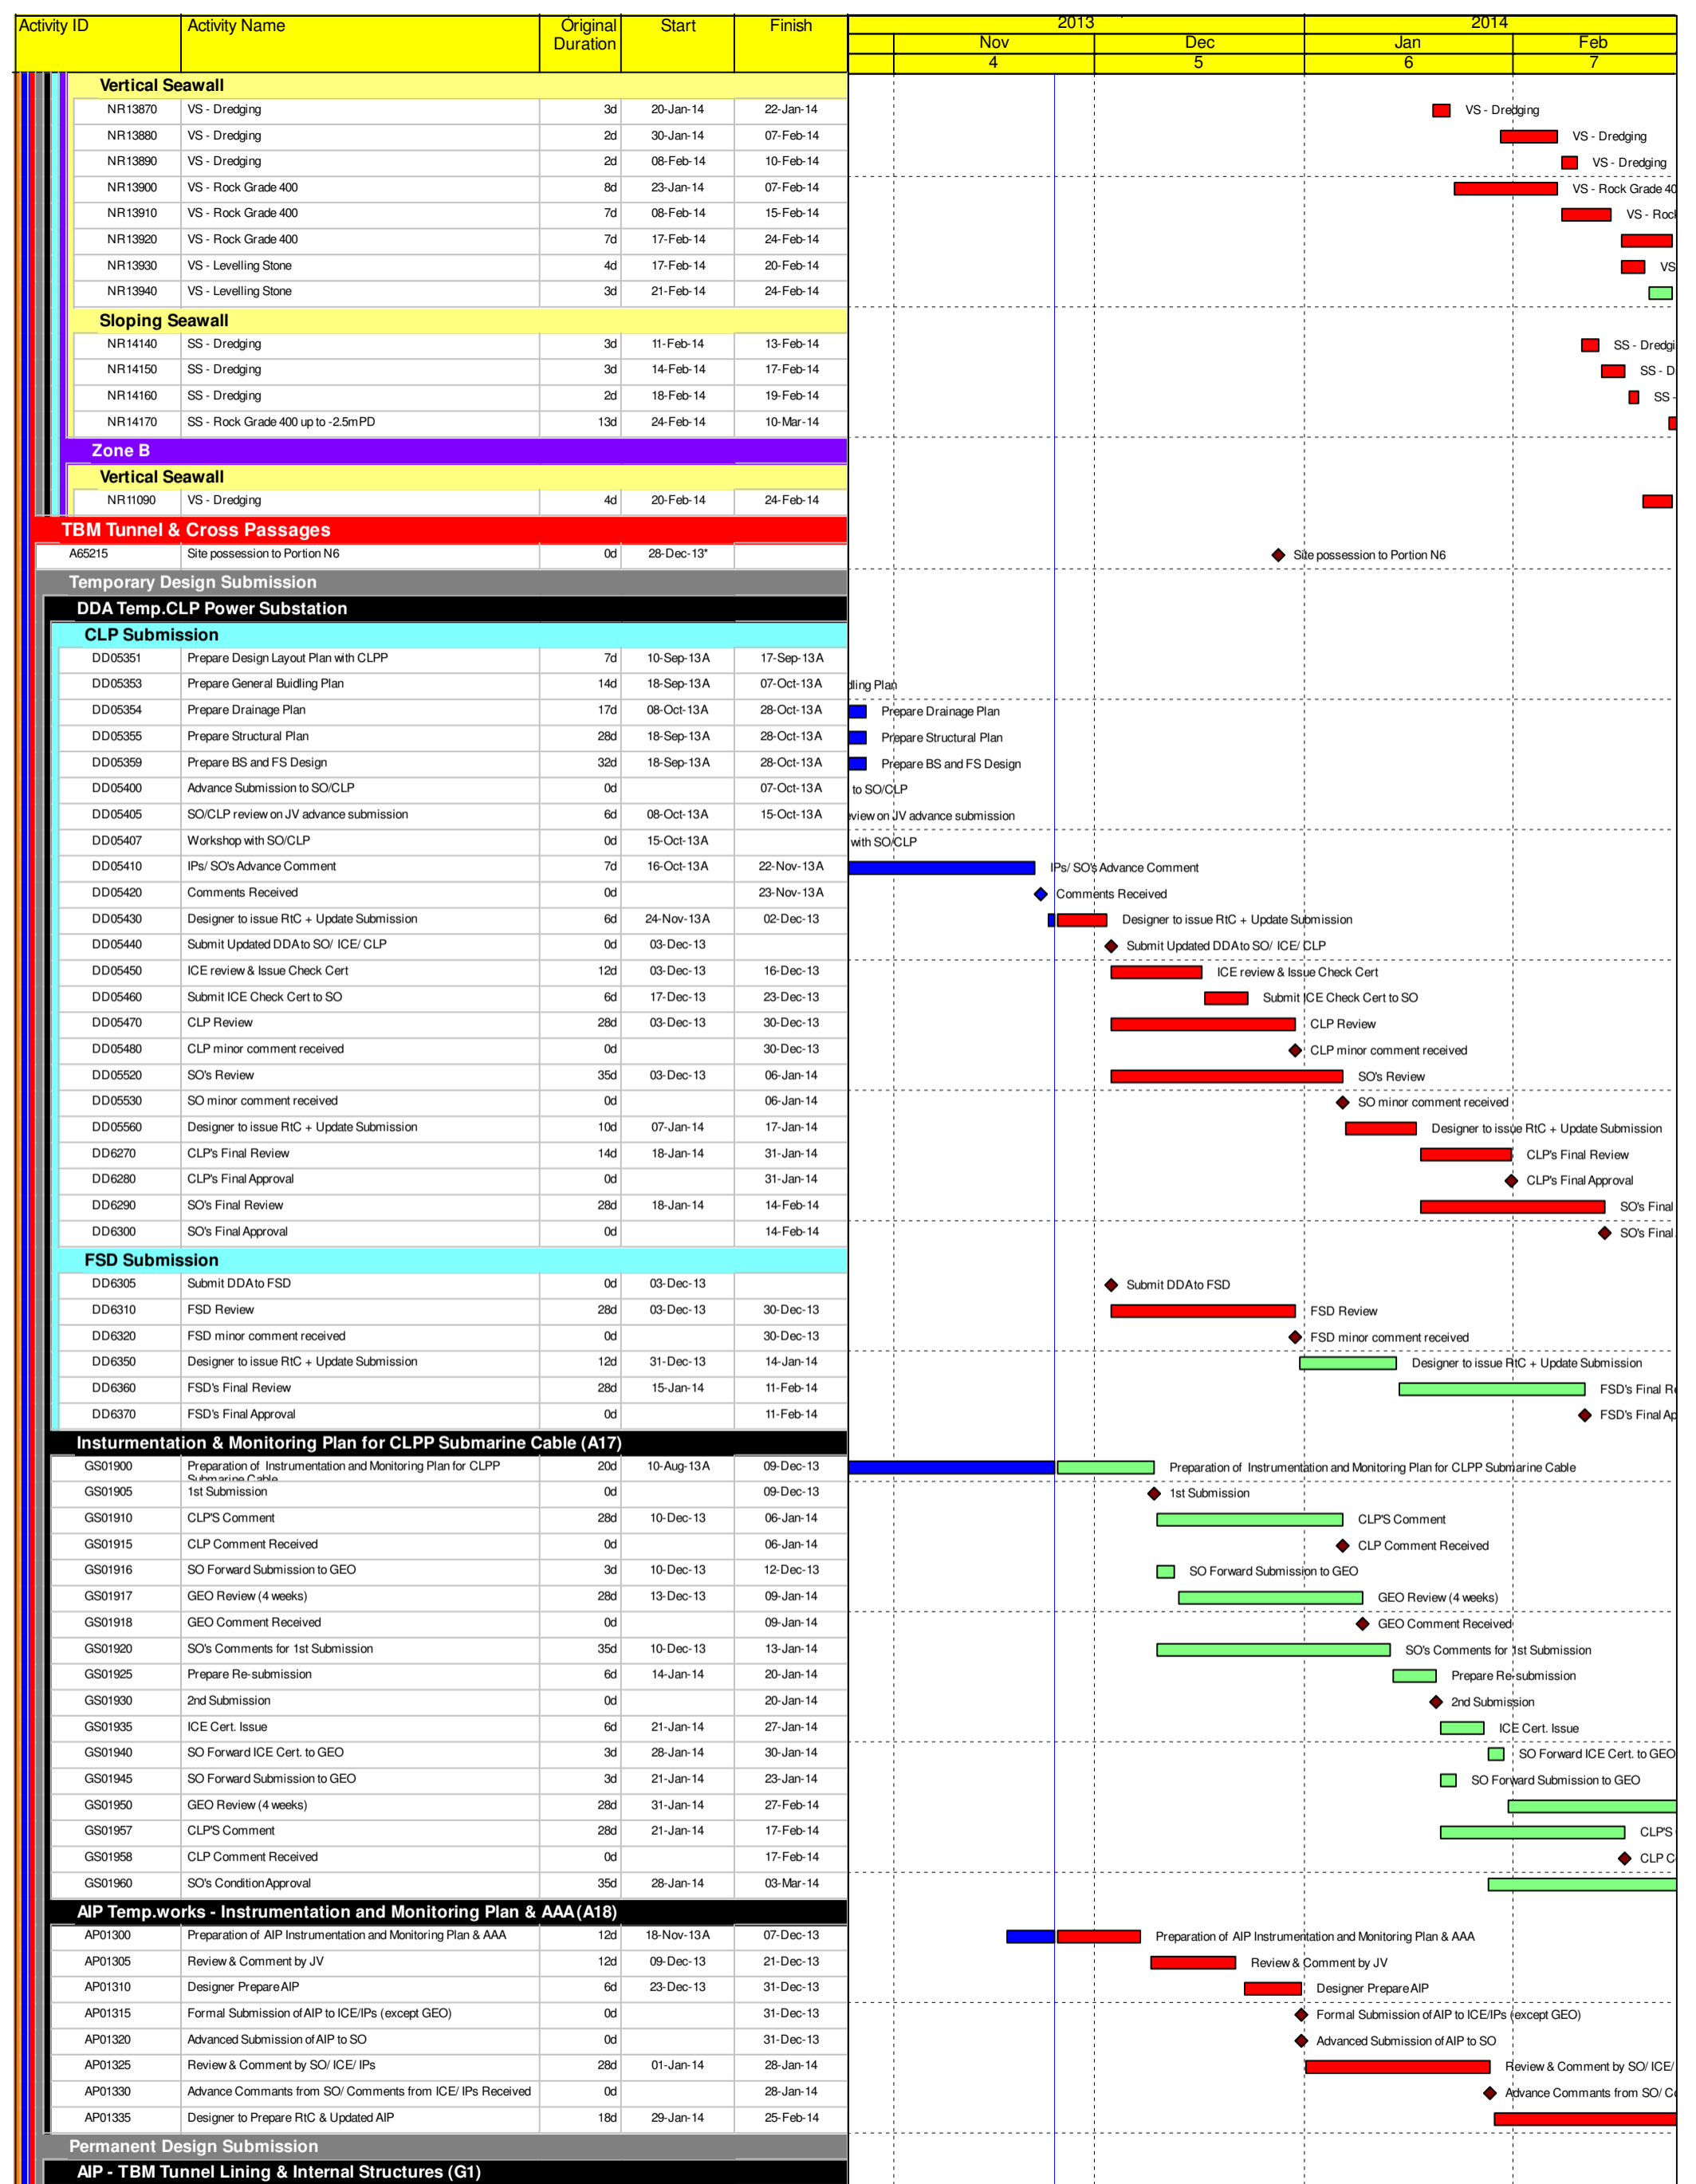 Activity ID Activity Name Original Duration Start Finish 2013 2014
Nov Dec Jan Feb
4 5 6 7
Vertical Seawall
NR13870 VS - Dredging 3d 20-Jan-14 22-Jan-14 VS - Dredging
NR13880 VS - Dredging 2d 30-Jan-14 07-Feb-14 VS - Dredging
NR13890 VS - Dredging 2d 08-Feb-14 10-Feb-14 VS - Dredging
NR13900 VS - Rock Grade 400 8d 23-Jan-14 07-Feb-14 VS - Rock Grade 40
NR13910 VS - Rock Grade 400 7d 08-Feb-14 15-Feb-14 VS - Rock
NR13920 VS - Rock Grade 400 7d 17-Feb-14 24-Feb-14
NR13930 VS - Levelling Stone 4d 17-Feb-14 20-Feb-14 VS
NR13940 VS - Levelling Stone 3d 21-Feb-14 24-Feb-14
Sloping Seawall
NR14140 SS - Dredging 3d 11-Feb-14 13-Feb-14 SS - Dredgi
NR14150 SS - Dredging 3d 14-Feb-14 17-Feb-14 SS - D
NR14160 SS - Dredging 2d 18-Feb-14 19-Feb-14 SS -
NR14170 SS - Rock Grade 400 up to -2.5mPD 13d 24-Feb-14 10-Mar-14
Zone B
Vertical Seawall
NR11090 VS - Dredging 4d 20-Feb-14 24-Feb-14
TBM Tunnel & Cross Passages
A65215 Site possession to Portion N6 0d 28-Dec-13* Site possession to Portion N6
Temporary Design Submission
DDA Temp.CLP Power Substation
CLP Submission
DD05351 Prepare Design Layout Plan with CLPP 7d 10-Sep-13A 17-Sep-13A
DD05353 Prepare General Buidling Plan 14d 18-Sep-13A 07-Oct-13A dling Plan
DD05354 Prepare Drainage Plan 17d 08-Oct-13A 28-Oct-13A Prepare Drainage Plan
DD05355 Prepare Structural Plan 28d 18-Sep-13A 28-Oct-13A Prepare Structural Plan
DD05359 Prepare BS and FS Design 32d 18-Sep-13A 28-Oct-13A Prepare BS and FS Design
DD05400 Advance Submission to SO/CLP 0d 07-Oct-13A to SO/CLP
DD05405 SO/CLP review on JV advance submission 6d 08-Oct-13A 15-Oct-13A view on JV advance submission
DD05407 Workshop with SO/CLP 0d 15-Oct-13A with SO/CLP
DD05410 IPs/ SO's Advance Comment 7d 16-Oct-13A 22-Nov-13A IPs/ SO's Advance Comment
DD05420 Comments Received 0d 23-Nov-13A Comments Received
DD05430 Designer to issue RtC + Update Submission 6d 24-Nov-13A 02-Dec-13 Designer to issue RtC + Update Submission
DD05440 Submit Updated DDA to SO/ ICE/ CLP 0d 03-Dec-13 Submit Updated DDA to SO/ ICE/ CLP
DD05450 ICE review & Issue Check Cert 12d 03-Dec-13 16-Dec-13 ICE review & Issue Check Cert
DD05460 Submit ICE Check Cert to SO 6d 17-Dec-13 23-Dec-13 Submit ICE Check Cert to SO
DD05470 CLP Review 28d 03-Dec-13 30-Dec-13 CLP Review
DD05480 CLP minor comment received 0d 30-Dec-13 CLP minor comment received
DD05520 SO's Review 35d 03-Dec-13 06-Jan-14 SO's Review
DD05530 SO minor comment received 0d 06-Jan-14 SO minor comment received
DD05560 Designer to issue RtC + Update Submission 10d 07-Jan-14 17-Jan-14 Designer to issue RtC + Update Submission
DD6270 CLP's Final Review 14d 18-Jan-14 31-Jan-14 CLP's Final Review
DD6280 CLP's Final Approval 0d 31-Jan-14 CLP's Final Approval
DD6290 SO's Final Review 28d 18-Jan-14 14-Feb-14 SO's Final
DD6300 SO's Final Approval 0d 14-Feb-14 SO's Final
FSD Submission
DD6305 Submit DDA to FSD 0d 03-Dec-13 Submit DDA to FSD
DD6310 FSD Review 28d 03-Dec-13 30-Dec-13 FSD Review
DD6320 FSD minor comment received 0d 30-Dec-13 FSD minor comment received
DD6350 Designer to issue RtC + Update Submission 12d 31-Dec-13 14-Jan-14 Designer to issue RtC + Update Submission
DD6360 FSD's Final Review 28d 15-Jan-14 11-Feb-14 FSD's Final Re
DD6370 FSD's Final Approval 0d 11-Feb-14 FSD's Final Ap
Insturmentation & Monitoring Plan for CLPP Submarine Cable (A17)
GS01900 Preparation of Instrumentation and Monitoring Plan for CLPP Submarine Cable 20d 10-Aug-13A 09-Dec-13 Preparation of Instrumentation and Monitoring Plan for CLPP Submarine Cable
GS01905 1st Submission 0d 09-Dec-13 1st Submission
GS01910 CLP'S Comment 28d 10-Dec-13 06-Jan-14 CLP'S Comment
GS01915 CLP Comment Received 0d 06-Jan-14 CLP Comment Received
GS01916 SO Forward Submission to GEO 3d 10-Dec-13 12-Dec-13 SO Forward Submission to GEO
GS01917 GEO Review (4 weeks) 28d 13-Dec-13 09-Jan-14 GEO Review (4 weeks)
GS01918 GEO Comment Received 0d 09-Jan-14 GEO Comment Received
GS01920 SO's Comments for 1st Submission 35d 10-Dec-13 13-Jan-14 SO's Comments for 1st Submission
GS01925 Prepare Re-submission 6d 14-Jan-14 20-Jan-14 Prepare Re-submission
GS01930 2nd Submission 0d 20-Jan-14 2nd Submission
GS01935 ICE Cert. Issue 6d 21-Jan-14 27-Jan-14 ICE Cert. Issue
GS01940 SO Forward ICE Cert. to GEO 3d 28-Jan-14 30-Jan-14 SO Forward ICE Cert. to GEO
GS01945 SO Forward Submission to GEO 3d 21-Jan-14 23-Jan-14 SO Forward Submission to GEO
GS01950 GEO Review (4 weeks) 28d 31-Jan-14 27-Feb-14
GS01957 CLP'S Comment 28d 21-Jan-14 17-Feb-14 CLP'S
GS01958 CLP Comment Received 0d 17-Feb-14 CLP C
GS01960 SO's Condition Approval 35d 28-Jan-14 03-Mar-14
AIP Temp.works - Instrumentation and Monitoring Plan & AAA (A18)
AP01300 Preparation of AIP Instrumentation and Monitoring Plan & AAA 12d 18-Nov-13A 07-Dec-13 Preparation of AIP Instrumentation and Monitoring Plan & AAA
AP01305 Review & Comment by JV 12d 09-Dec-13 21-Dec-13 Review & Comment by JV
AP01310 Designer Prepare AIP 6d 23-Dec-13 31-Dec-13 Designer Prepare AIP
AP01315 Formal Submission of AIP to ICE/IPs (except GEO) 0d 31-Dec-13 Formal Submission of AIP to ICE/IPs (except GEO)
AP01320 Advanced Submission of AIP to SO 0d 31-Dec-13 Advanced Submission of AIP to SO
AP01325 Review & Comment by SO/ ICE/ IPs 28d 01-Jan-14 28-Jan-14 Review & Comment by SO/ ICE/
AP01330 Advance Commants from SO/ Comments from ICE/ IPs Received 0d 28-Jan-14 Advance Commants from SO/ Co
AP01335 Designer to Prepare RtC & Updated AIP 18d 29-Jan-14 25-Feb-14
Permanent Design Submission
AIP - TBM Tunnel Lining & Internal Structures (G1)